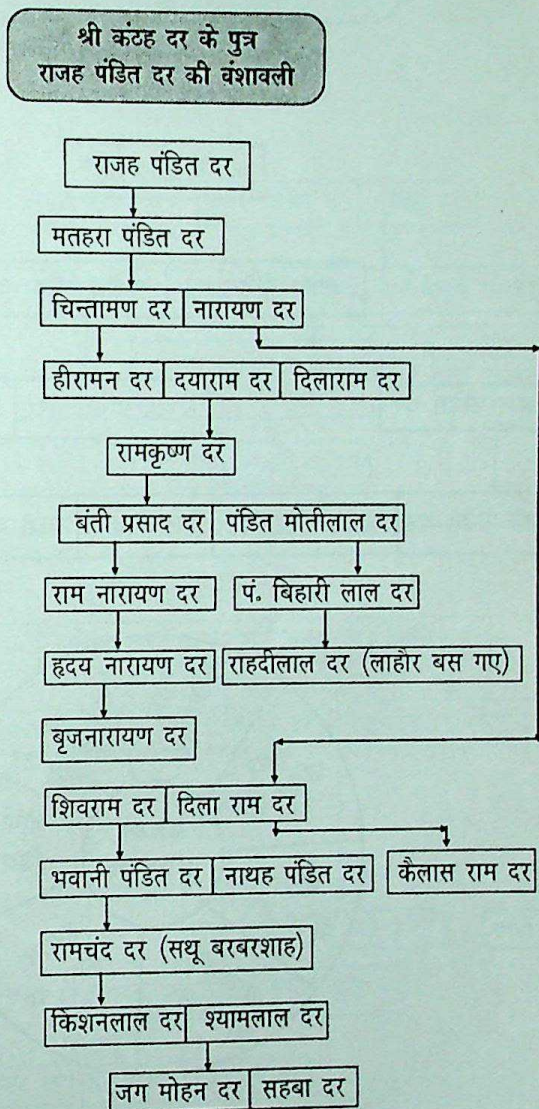 श्री कंटह दर के पुत्र
राजह पंडित दर की वंशावली
राजह पंडित दर
मतहरा पंडित दर
चिन्तामण दर नारायण दर
हीरामन दर दयाराम दर दिलाराम दर
रामकृष्ण दर
बंती प्रसाद दर पंडित मोतीलाल दर
राम नारायण दर पं. बिहारी लाल दर
हृदय नारायण दर राहदीलाल दर (लाहौर बस गए)
बृजनारायण दर
शिवराम दर दिला राम दर
भवानी पंडित दर नाथह पंडित दर कैलास राम दर
रामचंद दर (सथू बरबरशाह)
किशनलाल दर श्यामलाल दर
जग मोहन दर सहबा दर